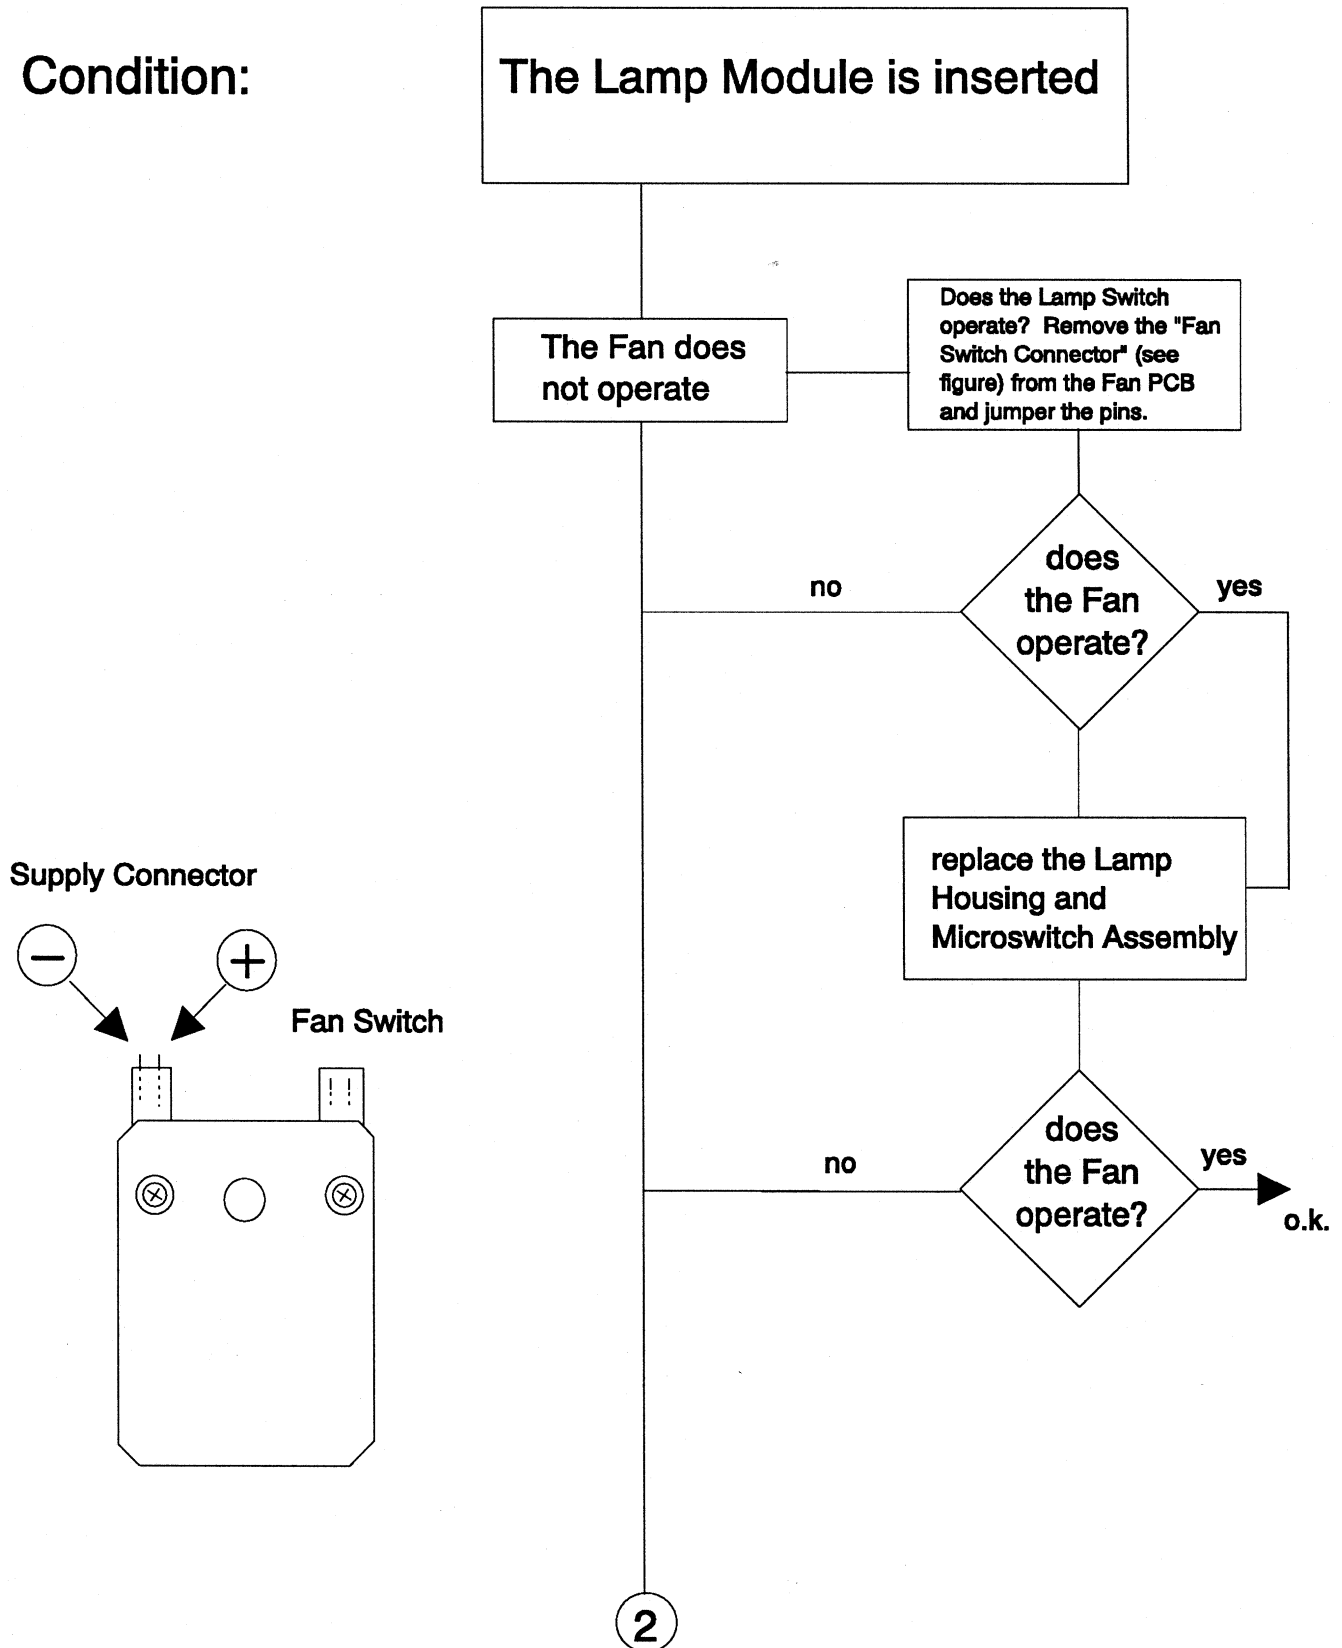 Condition:
The Lamp Module is inserted
The Fan does
not operate
Does the Lamp Switch
operate? Remove the "Fan
Switch Connector" (see
figure) from the Fan PCB
and jumper the pins.
does
the Fan
operate?
no
yes
replace the Lamp
Housing and
Microswitch Assembly
Supply Connector
−
+
Fan Switch
does
the Fan
operate?
no
yes
o.k.
2